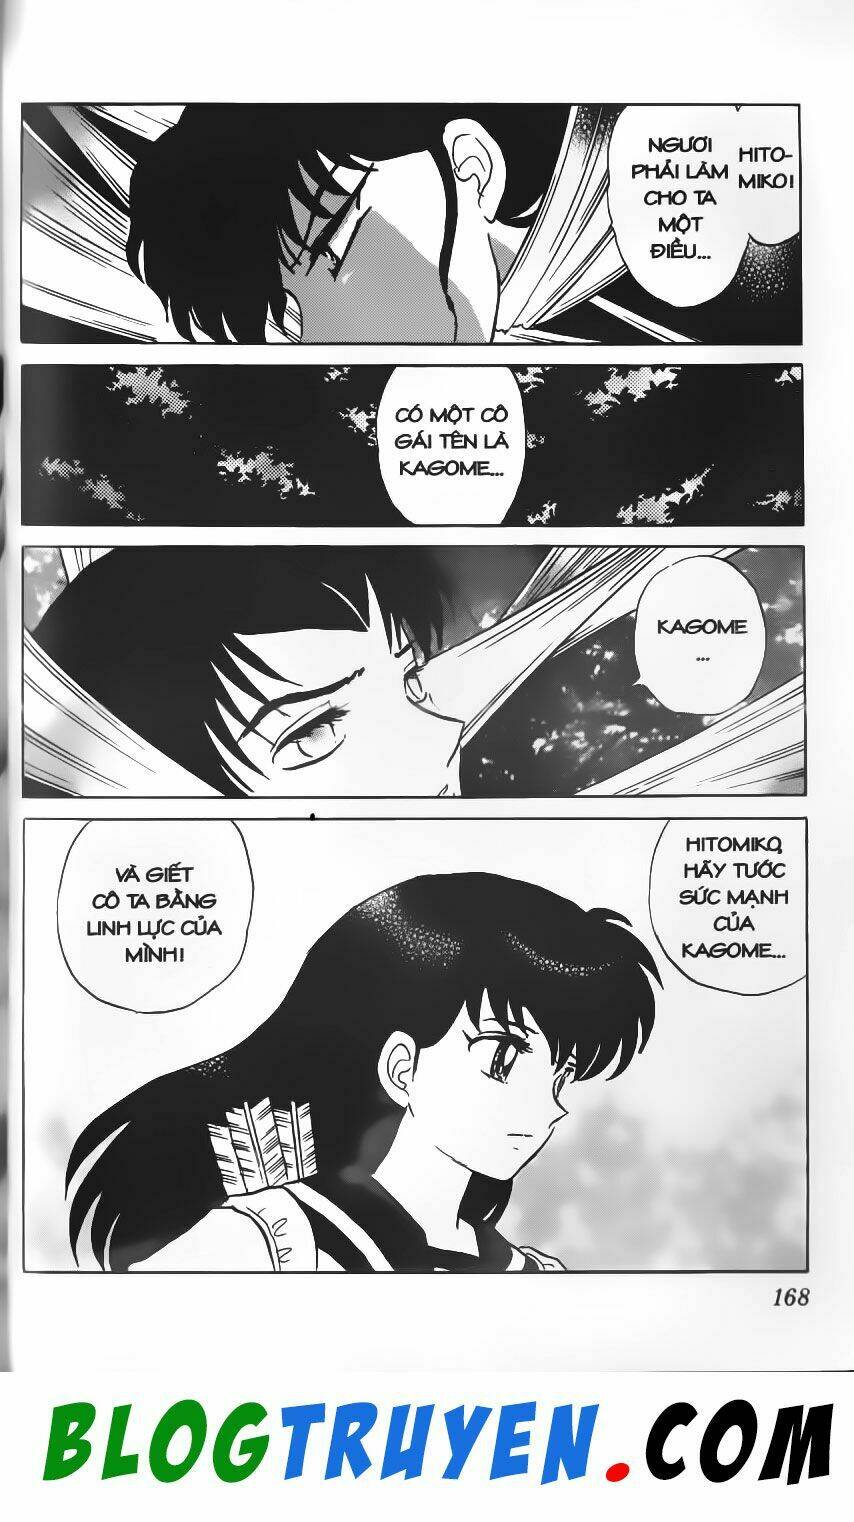 HITO-
MIKO!
NGƯƠI
PHẢI LÀM
CHO TA
MỘT
ĐIỀU...
CÓ MỘT CÔ
GÁI TÊN LÀ
KAGOME...
KAGOME
...
HITOMIKO,
HÃY TƯỚC
SỨC MẠNH
CỦA
KAGOME...
VÀ GIẾT
CÔ TA BẰNG
LINH LỰC CỦA
MÌNH!
168
BLOGTRUYEN.COM